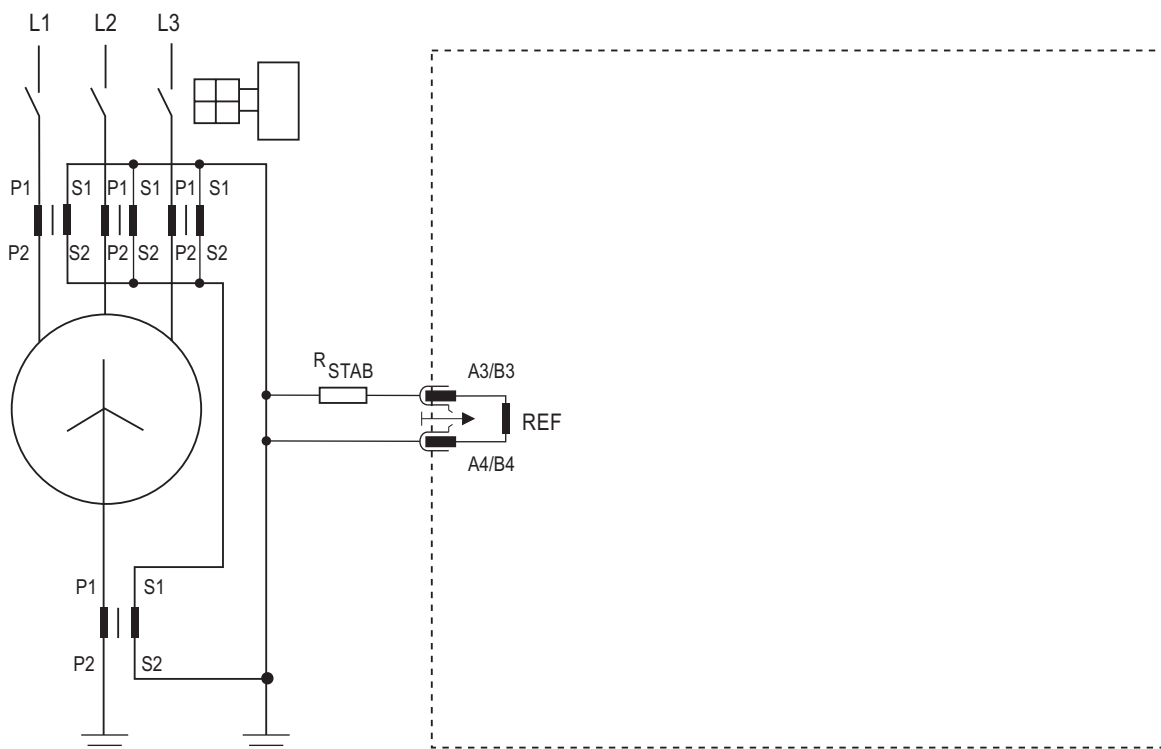 L1 L2 L3
P1 S1 P1 S1 P1 S1
P2 S2 P2 S2 P2 S2
R STAB
A3/B3
REF
A4/B4
P1 S1
P2 S2